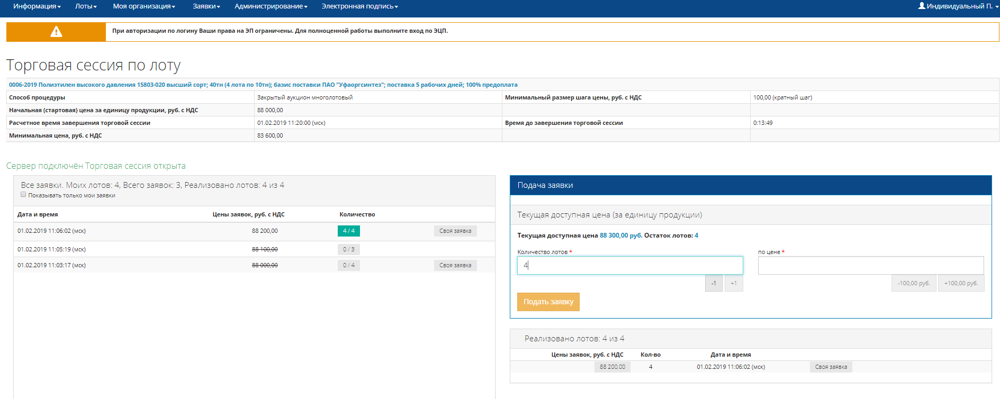 Информация Лоты Моя организация Заявки Администрирование Электронная подпись Индивидуальный П.
При авторизации по логину Ваши права на ЭП ограничены. Для полноценной работы выполните вход по ЭЦП.
Торговая сессия по лоту
0006-2019 Полиэтилен высокого давления 15803-020 высший сорт; 40тн (4 лота по 10тн); базис поставки ПАО "Уфаоргсинтез"; поставка 5 рабочих дней; 100% предоплата
Способ процедуры Закрытый аукцион многолотовый Минимальный размер шага цены, руб. с НДС 100,00 (кратный шаг)
Начальная (стартовая) цена за единицу продукции, руб. с НДС 88 000,00
Расчетное время завершения торговой сессии 01.02.2019 11:20:00 (мск) Время до завершения торговой сессии 0:13:49
Минимальная цена, руб. с НДС 83 600,00
Сервер подключён Торговая сессия открыта
Все заявки. Моих лотов: 4, Всего заявок: 3, Реализовано лотов: 4 из 4
Показывать только мои заявки
Дата и время Цены заявок, руб. с НДС Количество
01.02.2019 11:06:02 (мск) 88 200,00 4 / 4 Своя заявка
01.02.2019 11:05:19 (мск) 88 100,00 0 / 3
01.02.2019 11:03:17 (мск) 88 000,00 0 / 4 Своя заявка
Подача заявки
Текущая доступная цена (за единицу продукции)
Текущая доступная цена 88 300,00 руб. Остаток лотов: 4
Количество лотов * по цене *
4
-1 +1 -100,00 руб. +100,00 руб.
Подать заявку
Реализовано лотов: 4 из 4
Цены заявок, руб. с НДС Кол-во Дата и время
88 200,00 4 01.02.2019 11:06:02 (мск) Своя заявка